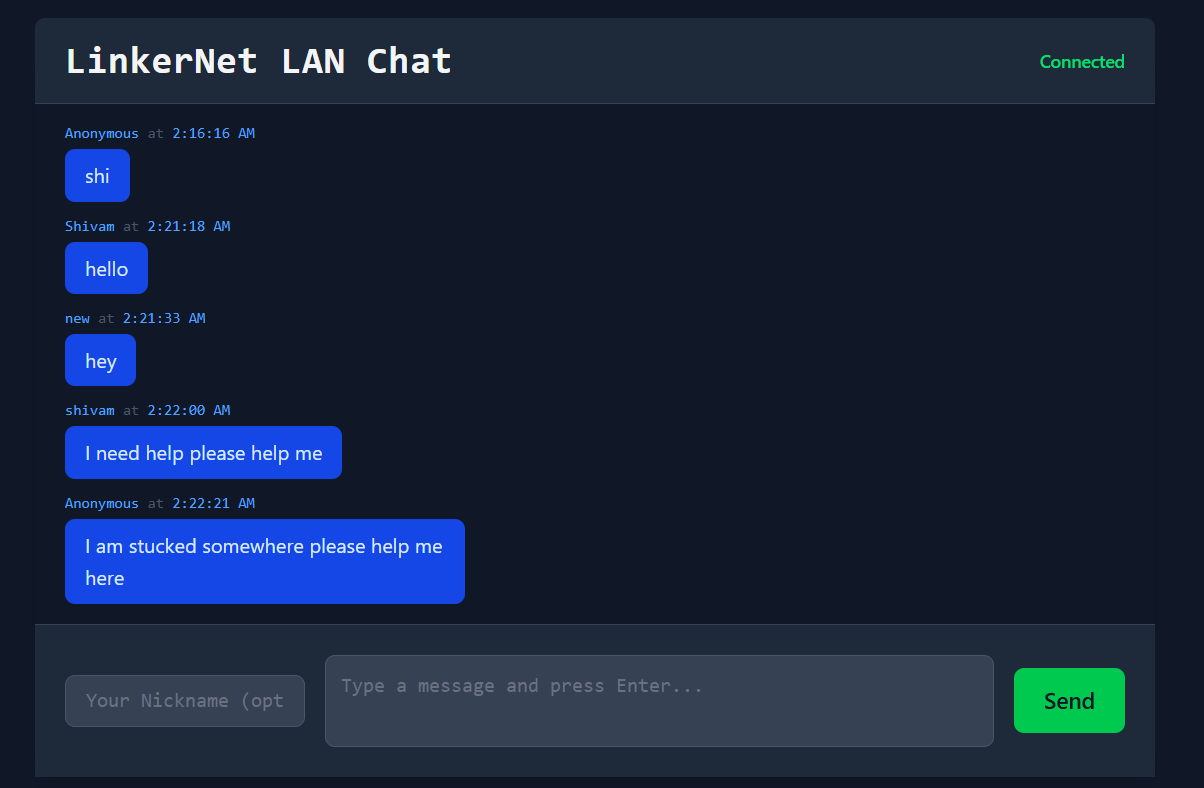 LinkerNet LAN Chat
Connected
Anonymous at 2:16:16 AM
shi
Shivam at 2:21:18 AM
hello
new at 2:21:33 AM
hey
shivam at 2:22:00 AM
I need help please help me
Anonymous at 2:22:21 AM
I am stucked somewhere please help me
here
Your Nickname (opt
Type a message and press Enter...
Send